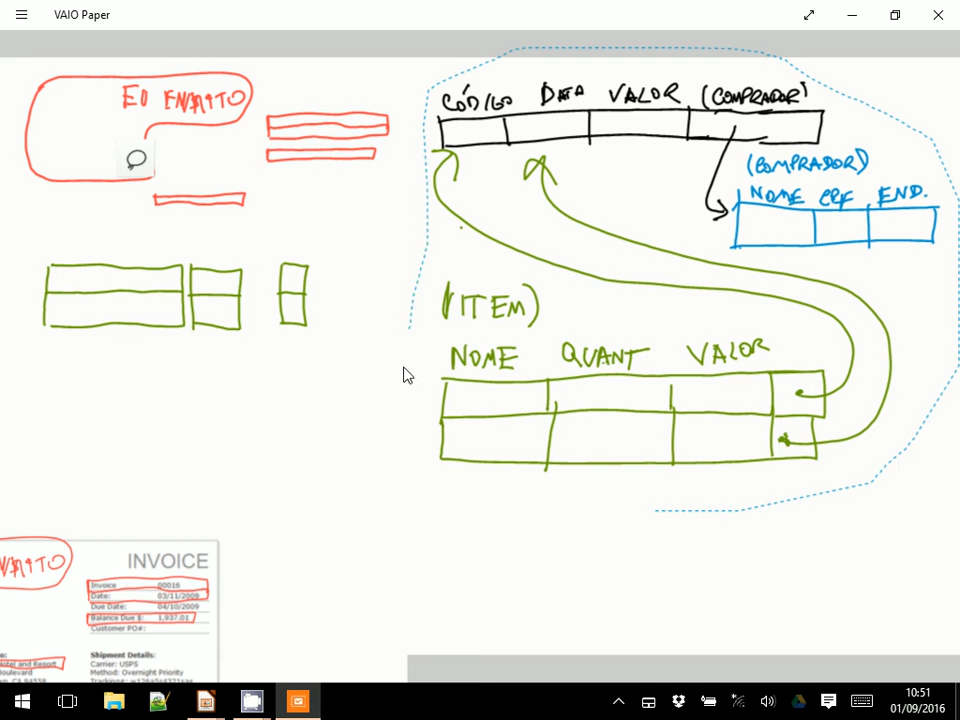 VAIO Paper
CÓDIGO DATA VALOR (COMPRADOR)
(COMPRADOR)
NOME CPF END.
(ITEM)
NOME QUANT VALOR
INVOICE
Invoice 00016
Date: 03/11/2009
Due Date: 04/10/2009
Balance Due $: 1,937.01
Customer PO#:
Shipment Details:
Carrier: USPS
Method: Overnight Priority
10:51
01/09/2016